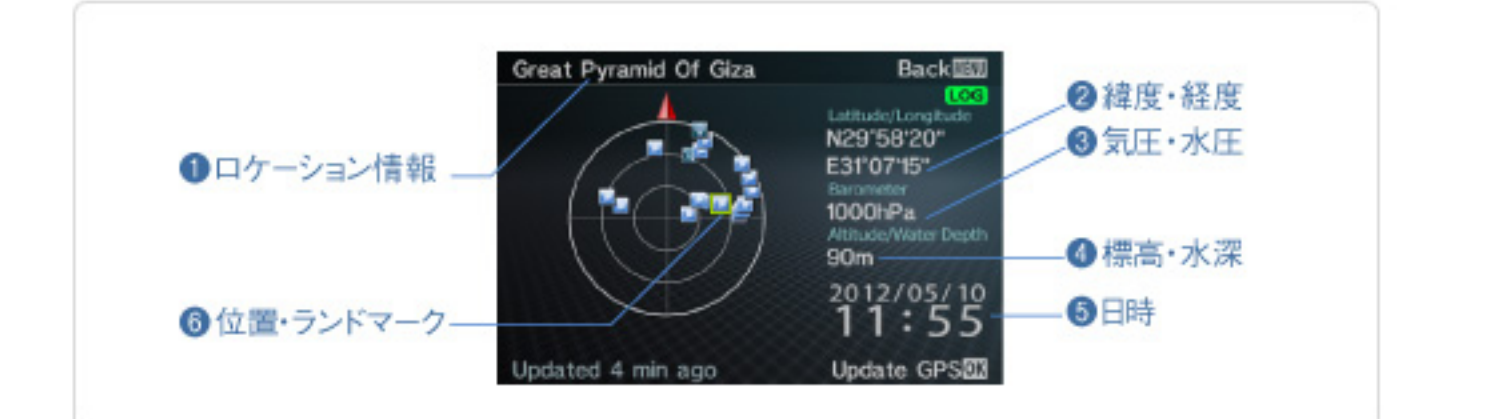 Great Pyramid Of Giza
Back MENU
LOG
Latitude/Longitude
N29°58'20"
E31°07'15"
Barometer
1000hPa
Altitude/Water Depth
90m
2012/05/10
11:55
Updated 4 min ago
Update GPS OK
❶ロケーション情報
❷緯度・経度
❸気圧・水圧
❹標高・水深
❺日時
❻位置・ランドマーク